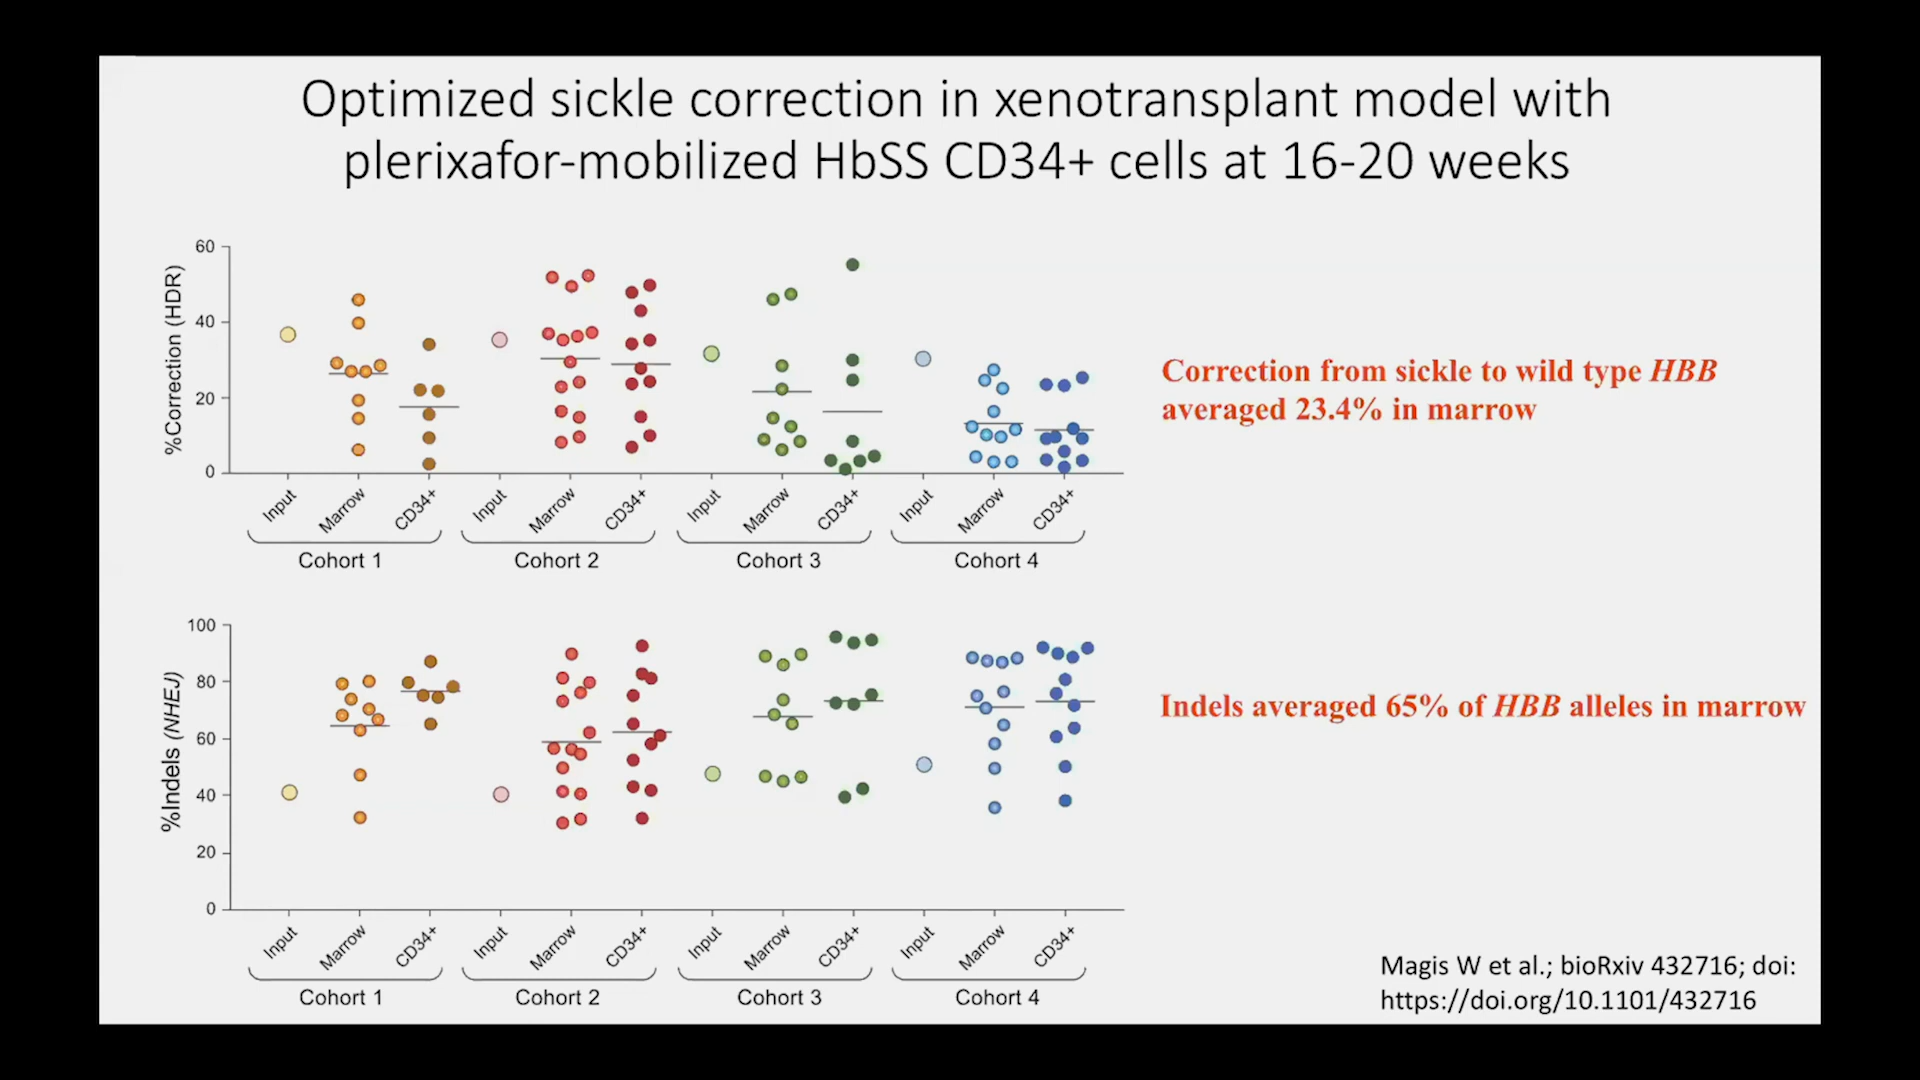 Optimized sickle correction in xenotransplant model with
plerixafor-mobilized HbSS CD34+ cells at 16-20 weeks
%Correction (HDR)
60
40
20
0
Input
Marrow
CD34+
Input
Marrow
CD34+
Input
Marrow
CD34+
Input
Marrow
CD34+
Cohort 1
Cohort 2
Cohort 3
Cohort 4
Correction from sickle to wild type HBB
averaged 23.4% in marrow
%Indels (NHEJ)
100
80
60
40
20
0
Input
Marrow
CD34+
Input
Marrow
CD34+
Input
Marrow
CD34+
Input
Marrow
CD34+
Cohort 1
Cohort 2
Cohort 3
Cohort 4
Indels averaged 65% of HBB alleles in marrow
Magis W et al.; bioRxiv 432716; doi:
https://doi.org/10.1101/432716